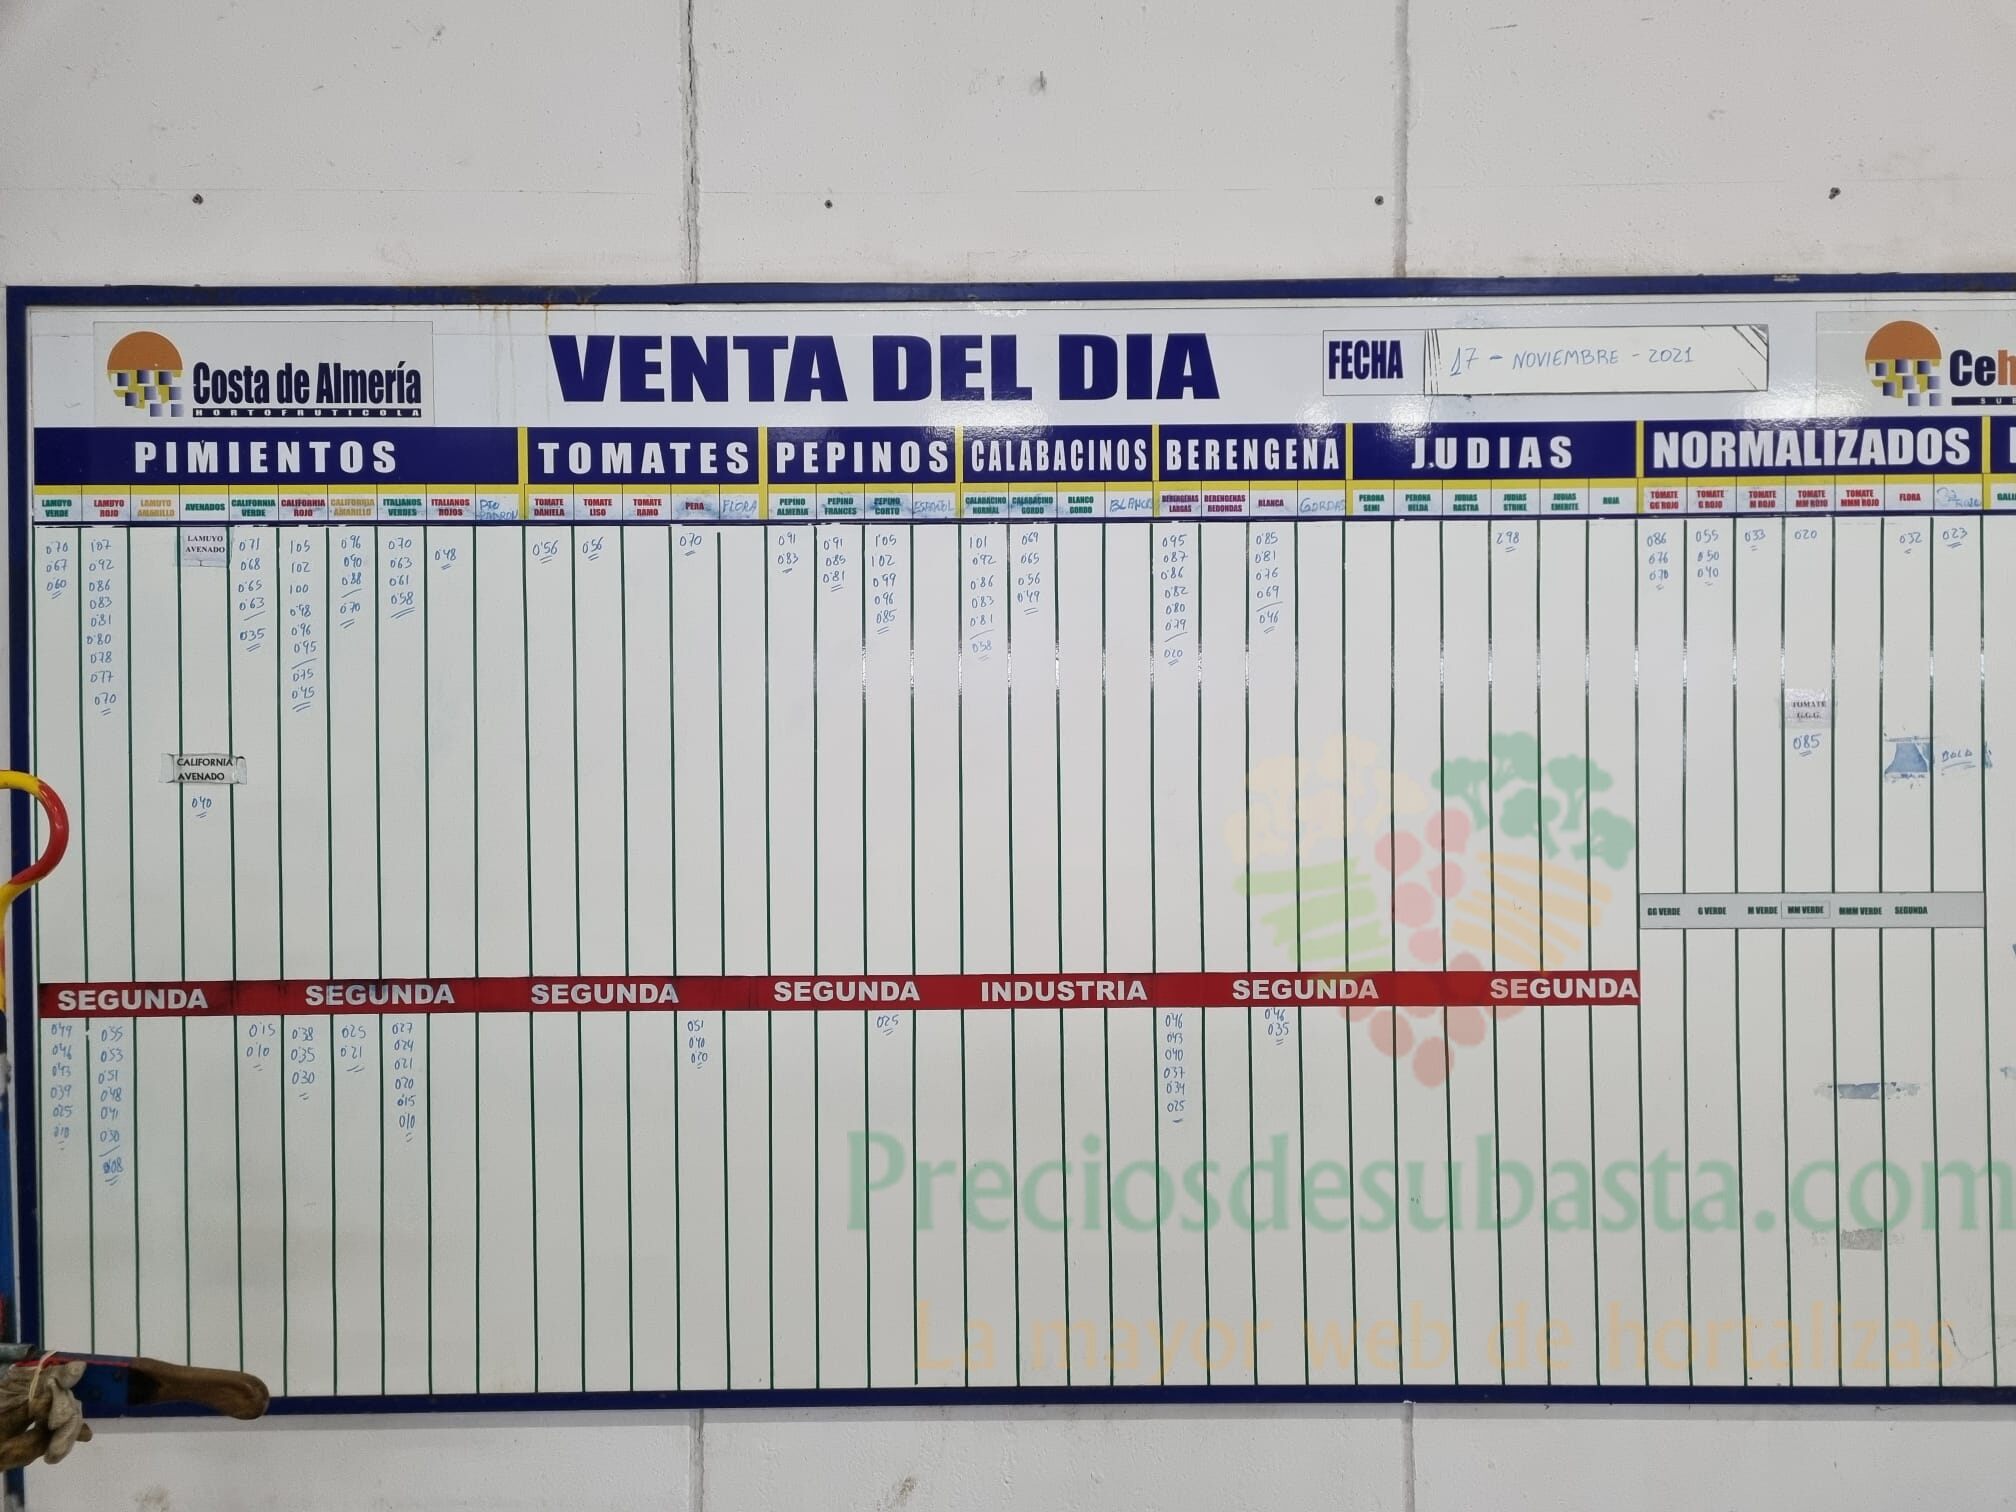 Costa de Almería
HORTOFRUTICOLA
VENTA DEL DIA
FECHA
17 - NOVIEMBRE - 2021
Ceh
SUB
PIMIENTOS TOMATES PEPINOS CALABACINOS BERENGENA JUDIAS NORMALIZADOS
LAMUYO VERDE
LAMUYO ROJO
LAMUYO AMARILLO
AVENADOS
CALIFORNIA VERDE
CALIFORNIA ROJO
CALIFORNIA AMARILLO
ITALIANOS VERDES
ITALIANOS ROJOS
TOMATE DANIELA
TOMATE LISO
TOMATE RAMO
PERA
FLORA
PEPINO ALMERIA
PEPINO FRANCES
PEPINO CORTO
ESPAÑOL
CALABACINO NORMAL
CALABACINO GORDO
BLANCO GORDO
BLANCO
BERENGENAS LARGAS
BERENGENAS REDONDAS
BLANCA
GORDAS
PERONA SEMI
PERONA HELDA
JUDIAS RASTRA
JUDIAS STRIKE
JUDIAS EMERITE
ROJA
TOMATE GG ROJO
TOMATE G ROJO
TOMATE M ROJO
TOMATE MM ROJO
TOMATE MMM ROJO
FLORA
GALI
0'70
0'67
0'60
1'07
0'92
0'86
0'83
0'81
0'80
0'78
0'77
0'70
LAMUYO
AVENADO
CALIFORNIA
AVENADO
0'40
0'71
0'68
0'65
0'63
0'35
1'05
1'02
1'00
0'98
0'96
0'95
0'75
0'45
0'96
0'90
0'88
0'70
0'70
0'63
0'61
0'58
0'48
0'56
0'56
0'70
0'91
0'83
0'91
0'85
0'81
1'05
1'02
0'99
0'96
0'85
1'01
0'92
0'86
0'83
0'81
0'58
0'69
0'65
0'56
0'49
0'95
0'87
0'86
0'82
0'80
0'79
0'20
0'85
0'81
0'76
0'69
0'46
2'98
0'86
0'76
0'70
0'55
0'50
0'40
0'33
0'20
TOMATE
G.G.G.
0'85
0'32
0'23
BOLA
GG VERDE G VERDE M VERDE MM VERDE MMM VERDE SEGUNDA
SEGUNDA SEGUNDA SEGUNDA SEGUNDA INDUSTRIA SEGUNDA SEGUNDA
0'49
0'46
0'43
0'39
0'25
0'10
0'55
0'53
0'51
0'48
0'41
0'30
0'08
0'15
0'10
0'38
0'35
0'30
0'25
0'21
0'27
0'24
0'21
0'20
0'15
0'10
0'51
0'40
0'20
0'25
0'46
0'43
0'40
0'37
0'34
0'25
0'46
0'35
Preciosdesubasta.com
La mayor web de hortalizas